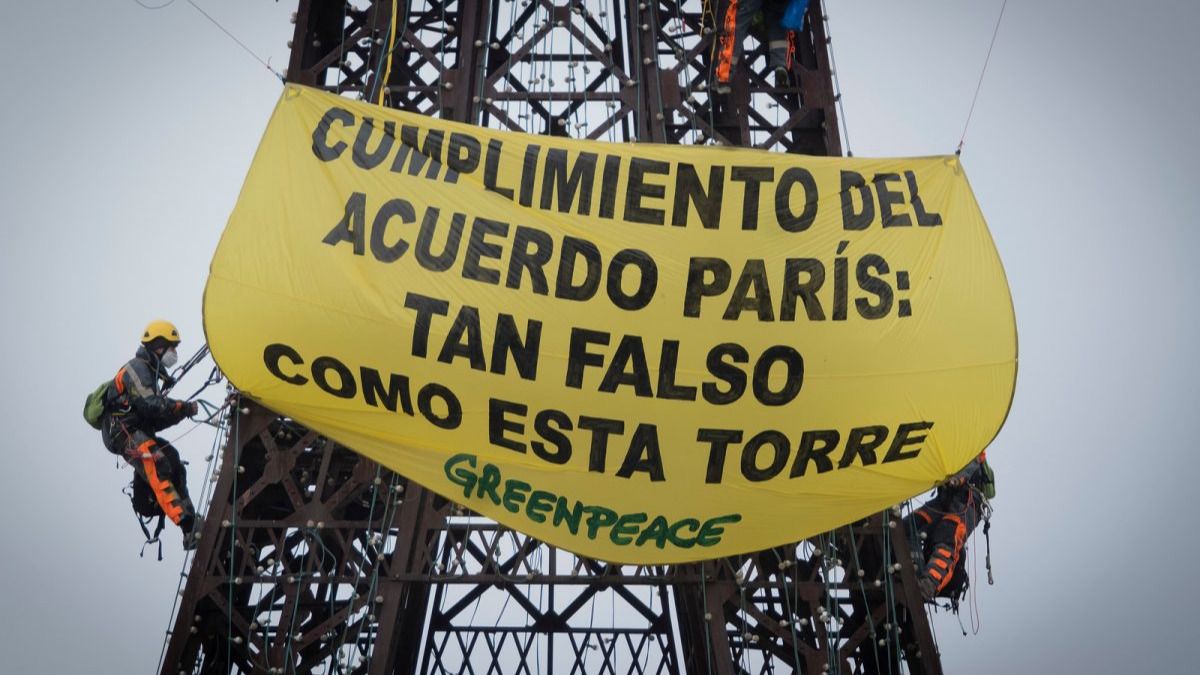 CUMPLIMIENTO DEL
ACUERDO PARÍS:
TAN FALSO
COMO ESTA TORRE
GREENPEACE